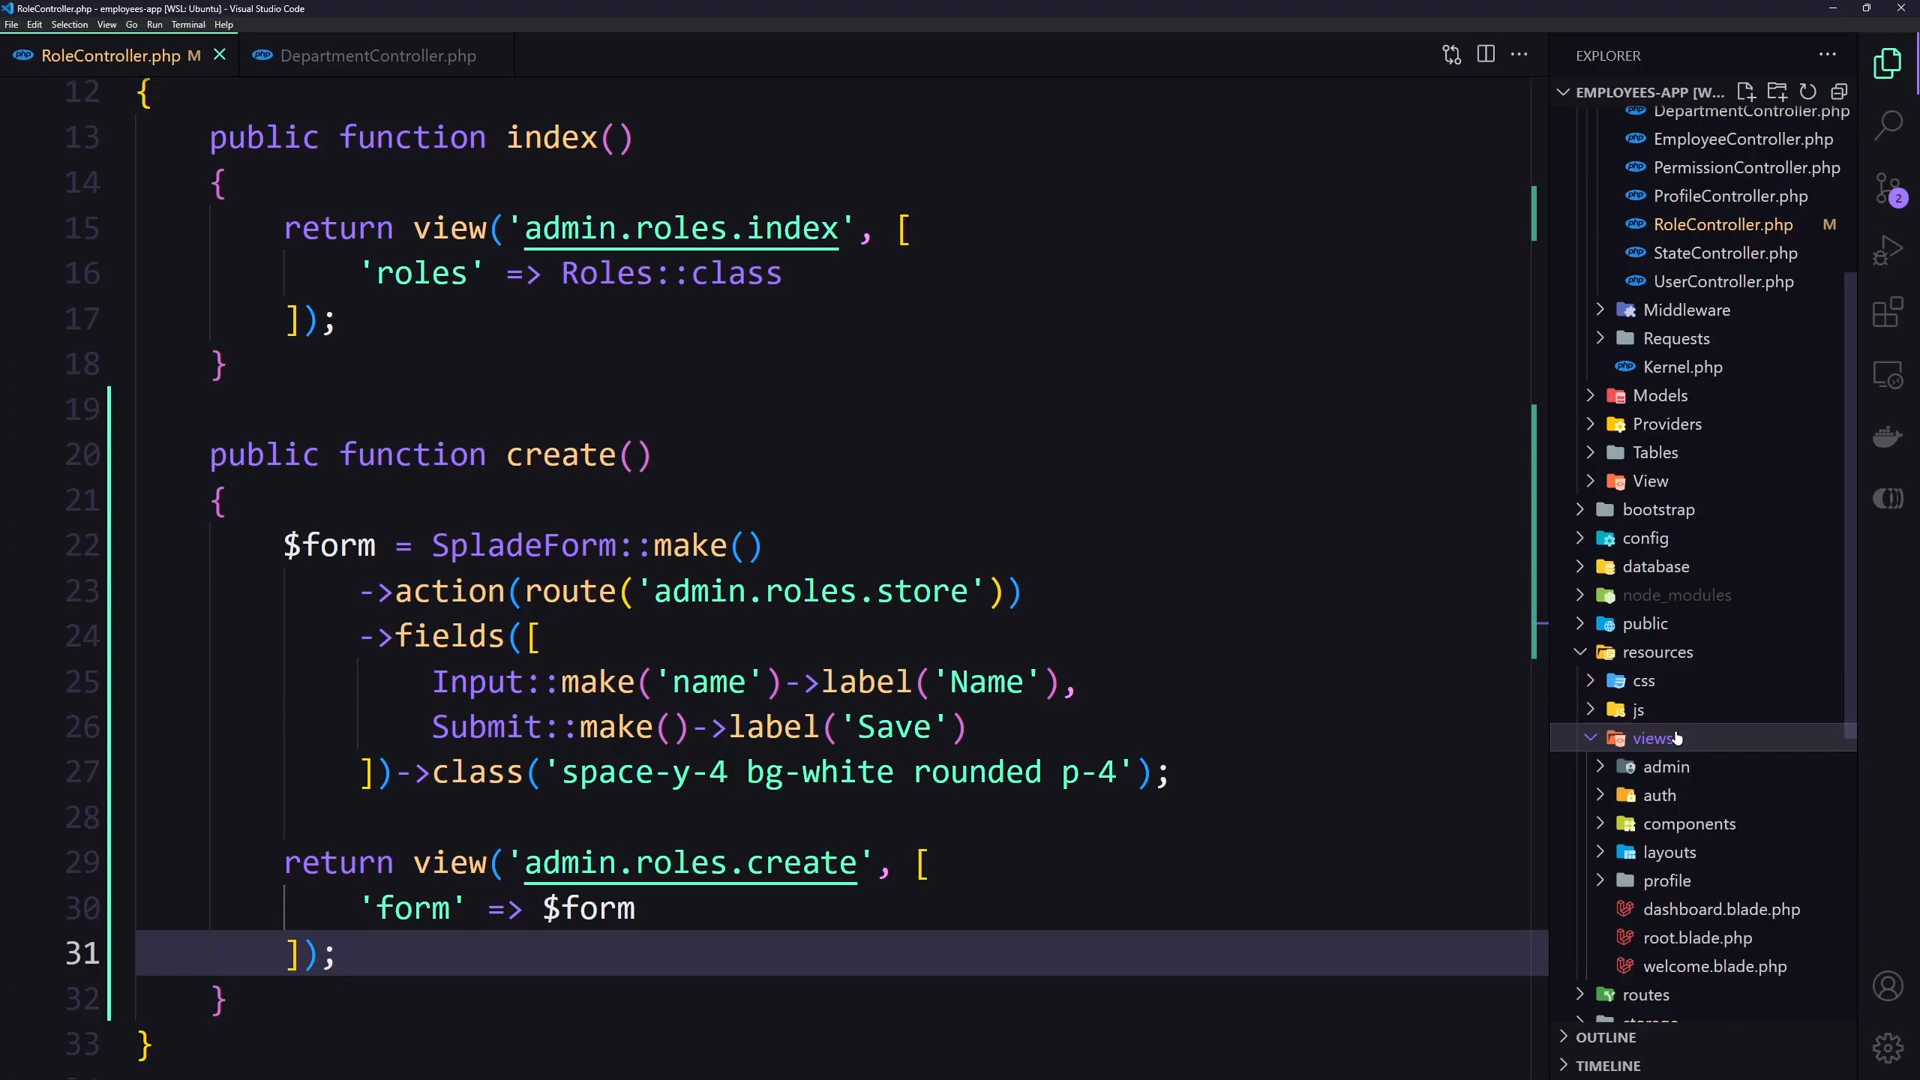 RoleController.php - employees-app [WSL: Ubuntu] - Visual Studio Code
File Edit Selection View Go Run Terminal Help
RoleController.php M
DepartmentController.php
12 {
13 public function index()
14 {
15 return view('admin.roles.index', [
16 'roles' => Roles::class
17 ]);
18 }
19
20 public function create()
21 {
22 $form = SpladeForm::make()
23 ->action(route('admin.roles.store'))
24 ->fields([
25 Input::make('name')->label('Name'),
26 Submit::make()->label('Save')
27 ])->class('space-y-4 bg-white rounded p-4');
28
29 return view('admin.roles.create', [
30 'form' => $form
31 ]);
32 }
33 }
EXPLORER
EMPLOYEES-APP [W...
DepartmentController.php
EmployeeController.php
PermissionController.php
ProfileController.php
RoleController.php M
StateController.php
UserController.php
Middleware
Requests
Kernel.php
Models
Providers
Tables
View
bootstrap
config
database
node_modules
public
resources
css
js
views
admin
auth
components
layouts
profile
dashboard.blade.php
root.blade.php
welcome.blade.php
routes
storage
OUTLINE
TIMELINE
2